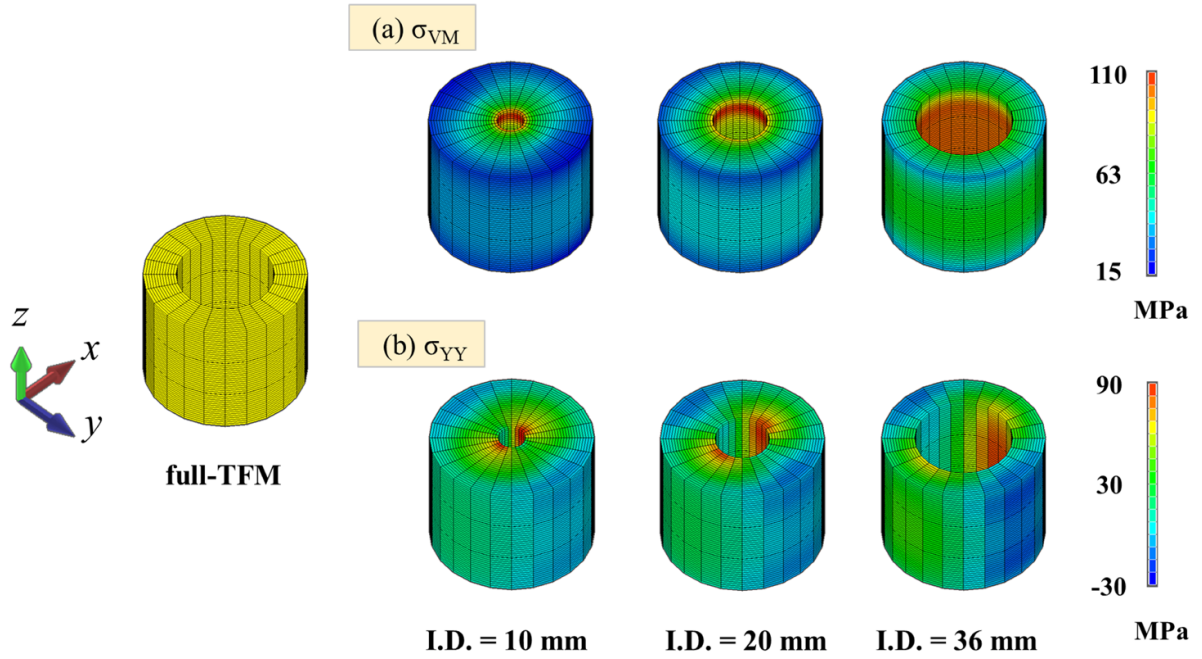 (a) σVM
110
63
15
MPa
z
x
y
full-TFM
(b) σYY
90
30
-30
MPa
I.D. = 10 mm
I.D. = 20 mm
I.D. = 36 mm